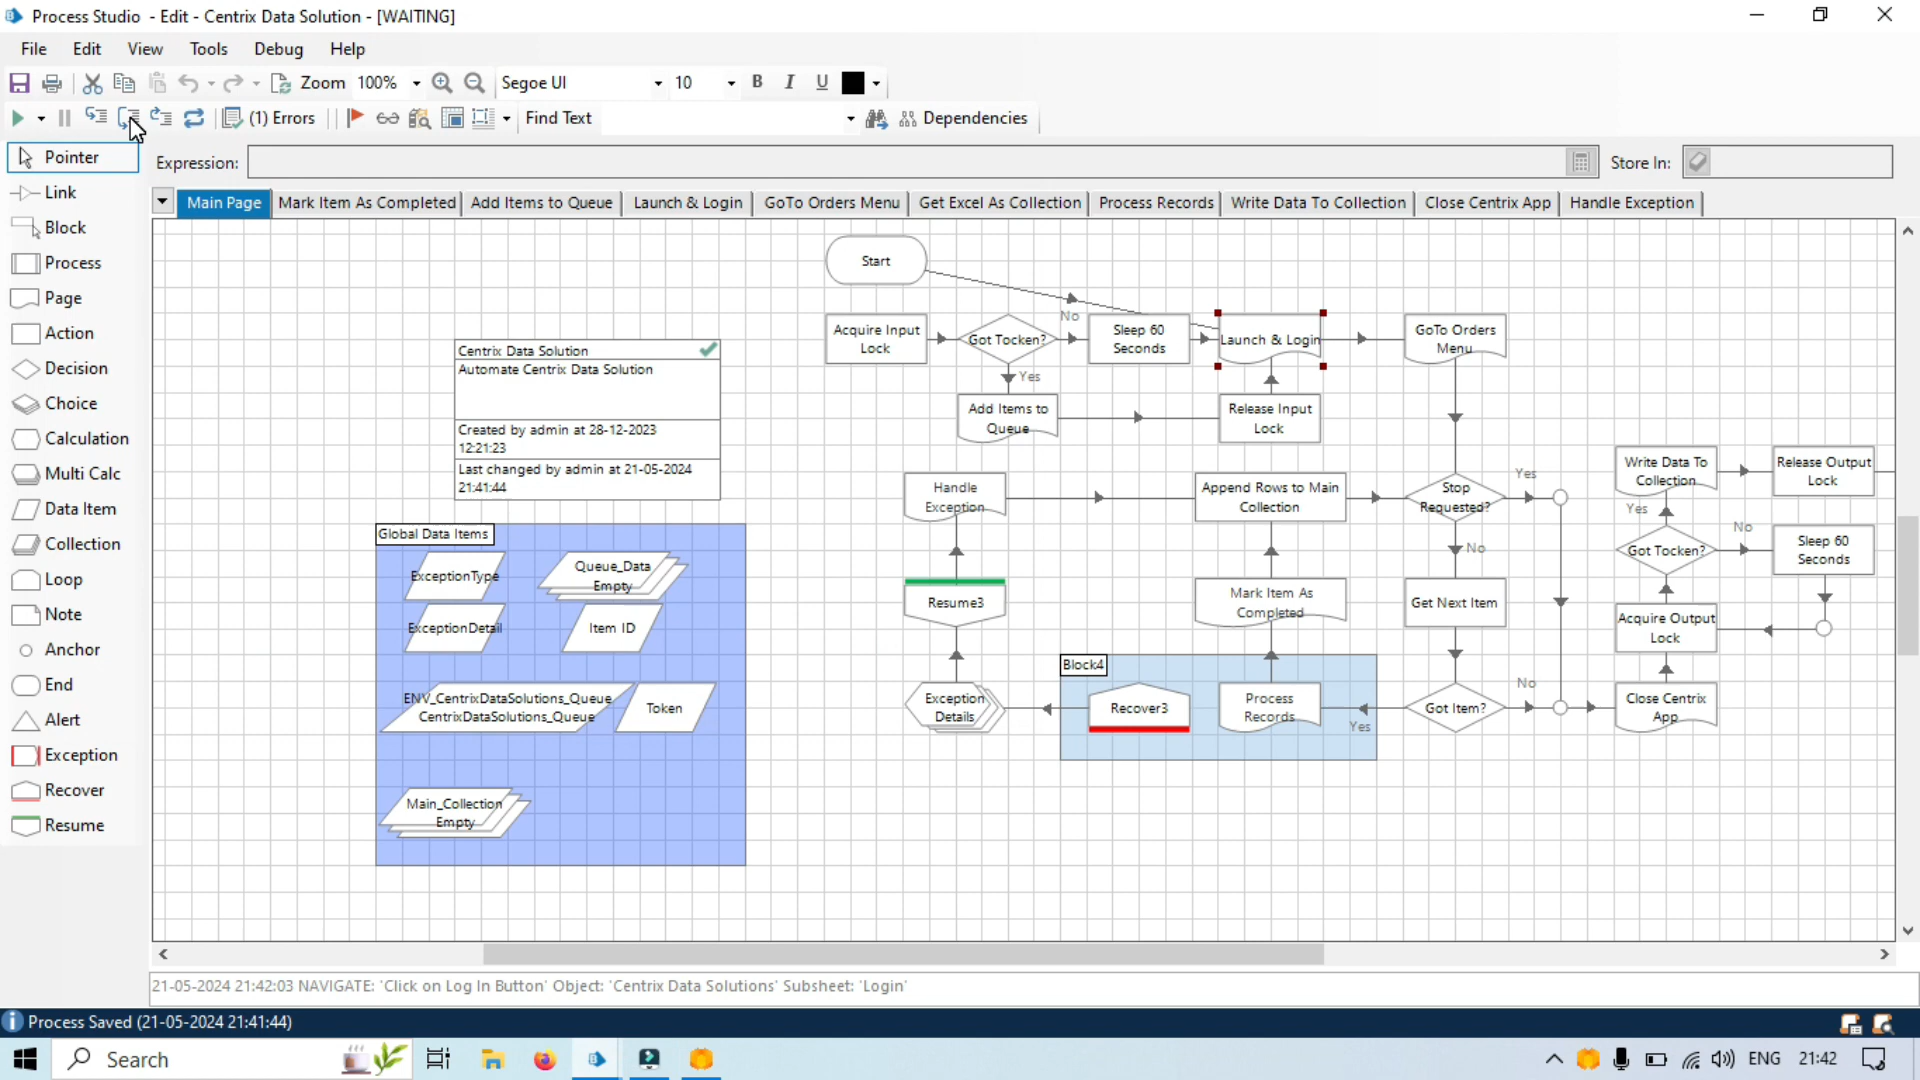 Process Studio - Edit - Centrix Data Solution - [WAITING]
File Edit View Tools Debug Help
Zoom 100% Segoe UI 10 B I U
(1) Errors Find Text Dependencies
Pointer
Link
Block
Process
Page
Action
Decision
Choice
Calculation
Multi Calc
Data Item
Collection
Loop
Note
Anchor
End
Alert
Exception
Recover
Resume
Expression: Store In:
Main Page Mark Item As Completed Add Items to Queue Launch & Login GoTo Orders Menu Get Excel As Collection Process Records Write Data To Collection Close Centrix App Handle Exception
Start
Acquire Input
Lock
Got Tocken?
No
Yes
Sleep 60
Seconds
Launch & Login
GoTo Orders
Menu
Add Items to
Queue
Release Input
Lock
Centrix Data Solution
Automate Centrix Data Solution
Created by admin at 28-12-2023
12:21:23
Last changed by admin at 21-05-2024
21:41:44
Handle
Exception
Append Rows to Main
Collection
Stop
Requested?
Yes
No
Write Data To
Collection
Release Output
Lock
Yes
Got Tocken?
No
Sleep 60
Seconds
Global Data Items
ExceptionType
Queue_Data
Empty
ExceptionDetail
Item ID
ENV_CentrixDataSolutions_Queue
CentrixDataSolutions_Queue
Token
Main_Collection
Empty
Resume3
Mark Item As
Completed
Get Next Item
Acquire Output
Lock
Block4
Exception
Details
Recover3
Process
Records
Yes
Got Item?
No
Close Centrix
App
21-05-2024 21:42:03 NAVIGATE: 'Click on Log In Button' Object: 'Centrix Data Solutions' Subsheet: 'Login'
Process Saved (21-05-2024 21:41:44)
Search
ENG 21:42